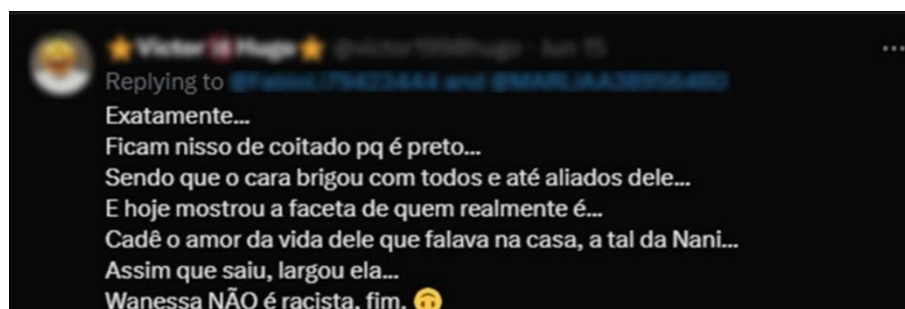 Replying to
Exatamente...
Ficam nisso de coitado pq é preto...
Sendo que o cara brigou com todos e até aliados dele...
E hoje mostrou a faceta de quem realmente é...
Cadê o amor da vida dele que falava na casa, a tal da Nani...
Assim que saiu, largou ela...
Wanessa NÃO é racista, fim. 🙃